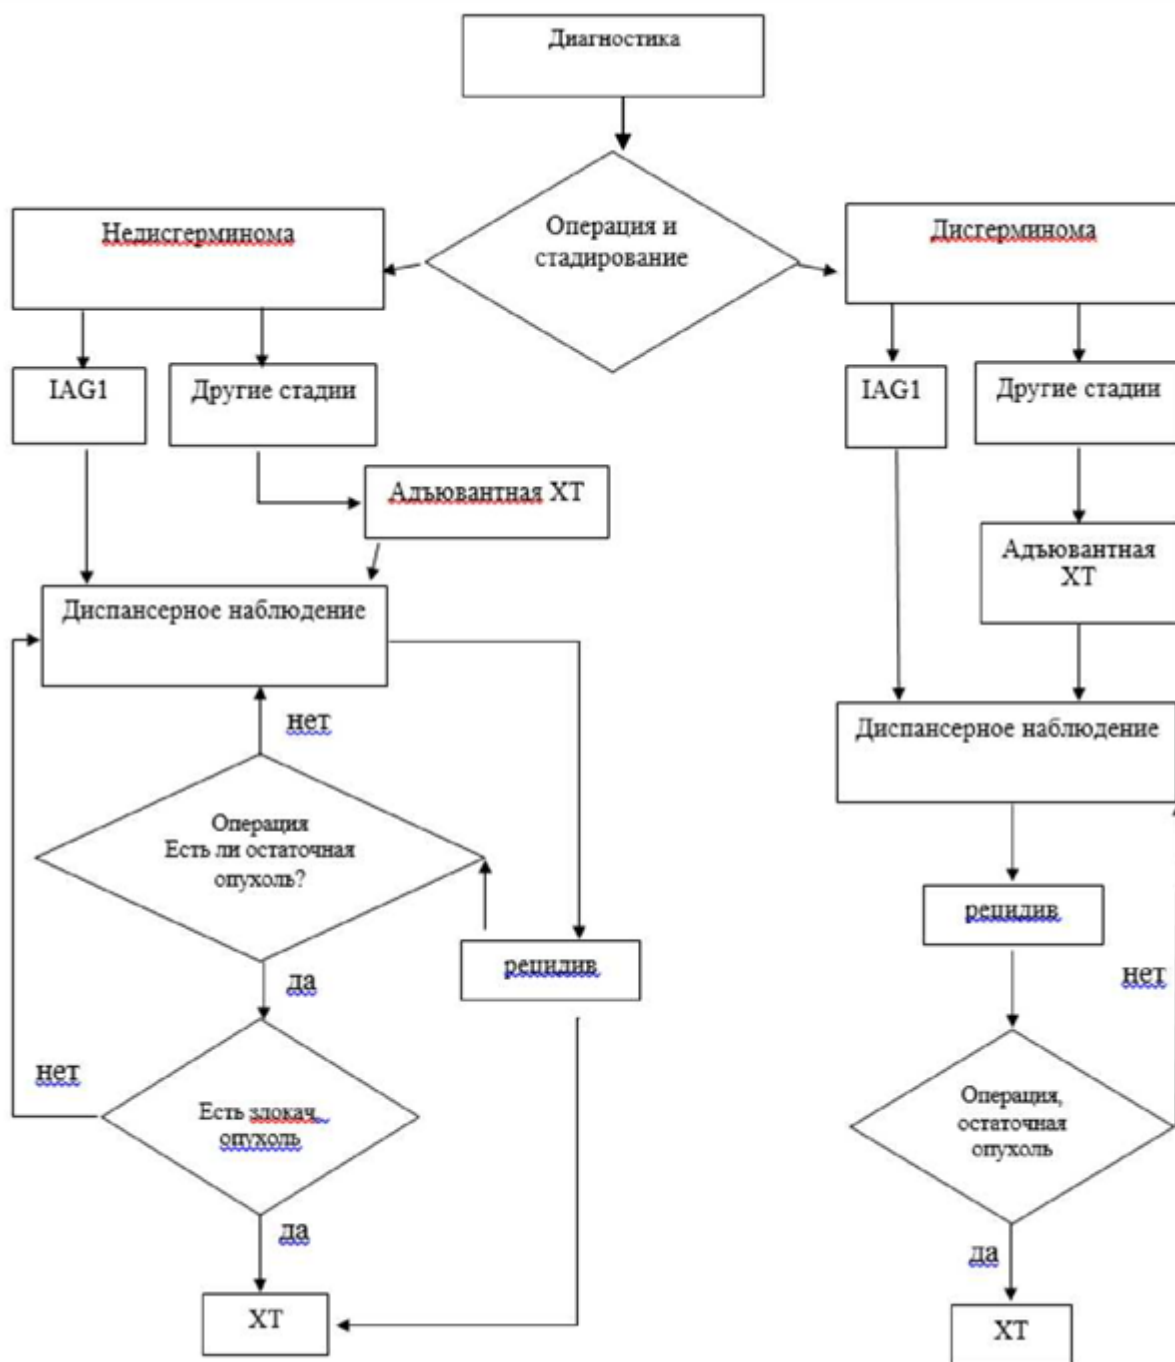 Диагностика
Операция и
стадирование
Недисгерминома
Дисгерминома
IAG1
Другие стадии
IAG1
Другие стадии
Адъювантная ХТ
Адъювантная
ХТ
Диспансерное наблюдение
Диспансерное наблюдение
нет
Операция
Есть ли остаточная
опухоль?
рецидив
рецидив
да
нет
нет
Есть злокач.
опухоль
Операция,
остаточная
опухоль
да
да
ХТ
ХТ